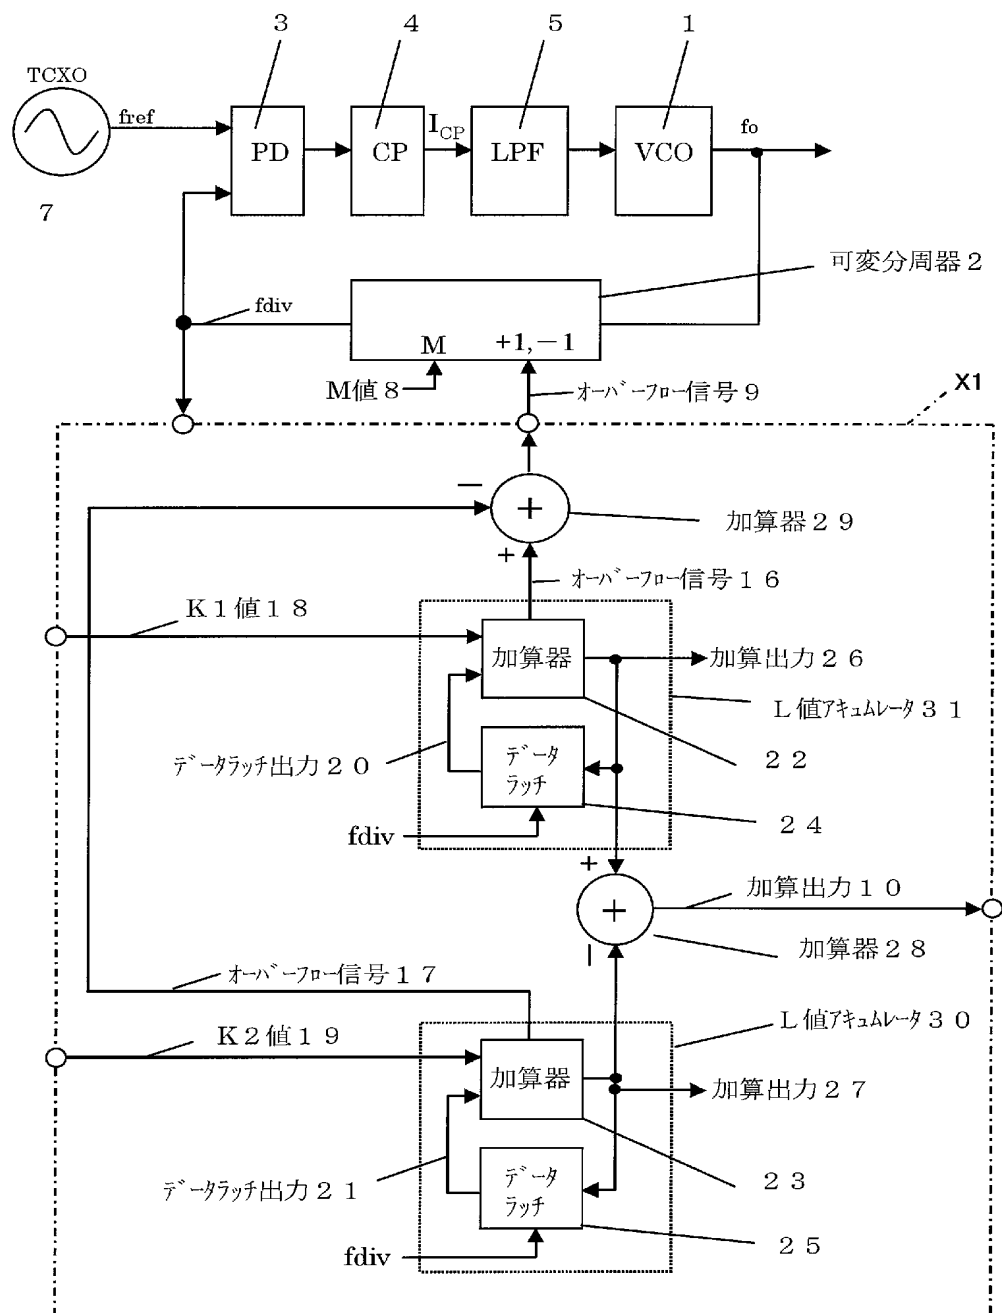 3
4
5
1
TCXO
fref
PD
CP
I_CP
LPF
VCO
fo
7
可変分周器2
fdiv
M
+1,−1
M値8
オーバーフロー信号9
X1
−
+
加算器29
+
オーバーフロー信号16
K1値18
加算器
加算出力26
L値アキュムレータ31
データラッチ出力20
データ
ラッチ
22
24
fdiv
+
加算出力10
+
加算器28
−
オーバーフロー信号17
L値アキュムレータ30
K2値19
加算器
加算出力27
データラッチ出力21
データ
ラッチ
23
25
fdiv